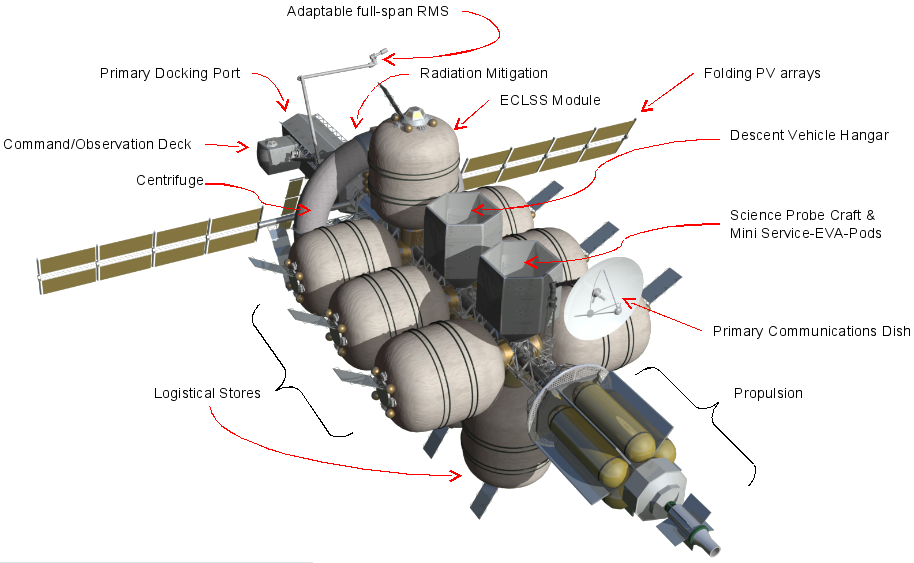 Adaptable full-span RMS
Primary Docking Port
Radiation Mitigation
Folding PV arrays
ECLSS Module
Descent Vehicle Hangar
Command/Observation Deck
Centrifuge
Science Probe Craft &
Mini Service-EVA-Pods
Primary Communications Dish
Logistical Stores
Propulsion